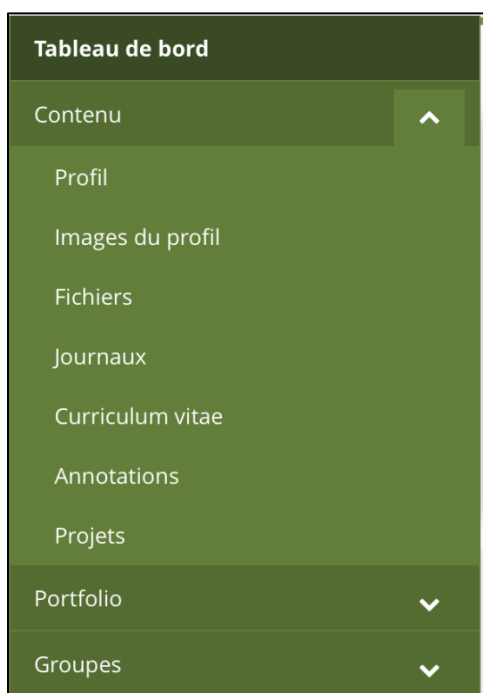 Tableau de bord
Contenu
Profil
Images du profil
Fichiers
Journaux
Curriculum vitae
Annotations
Projets
Portfolio
Groupes